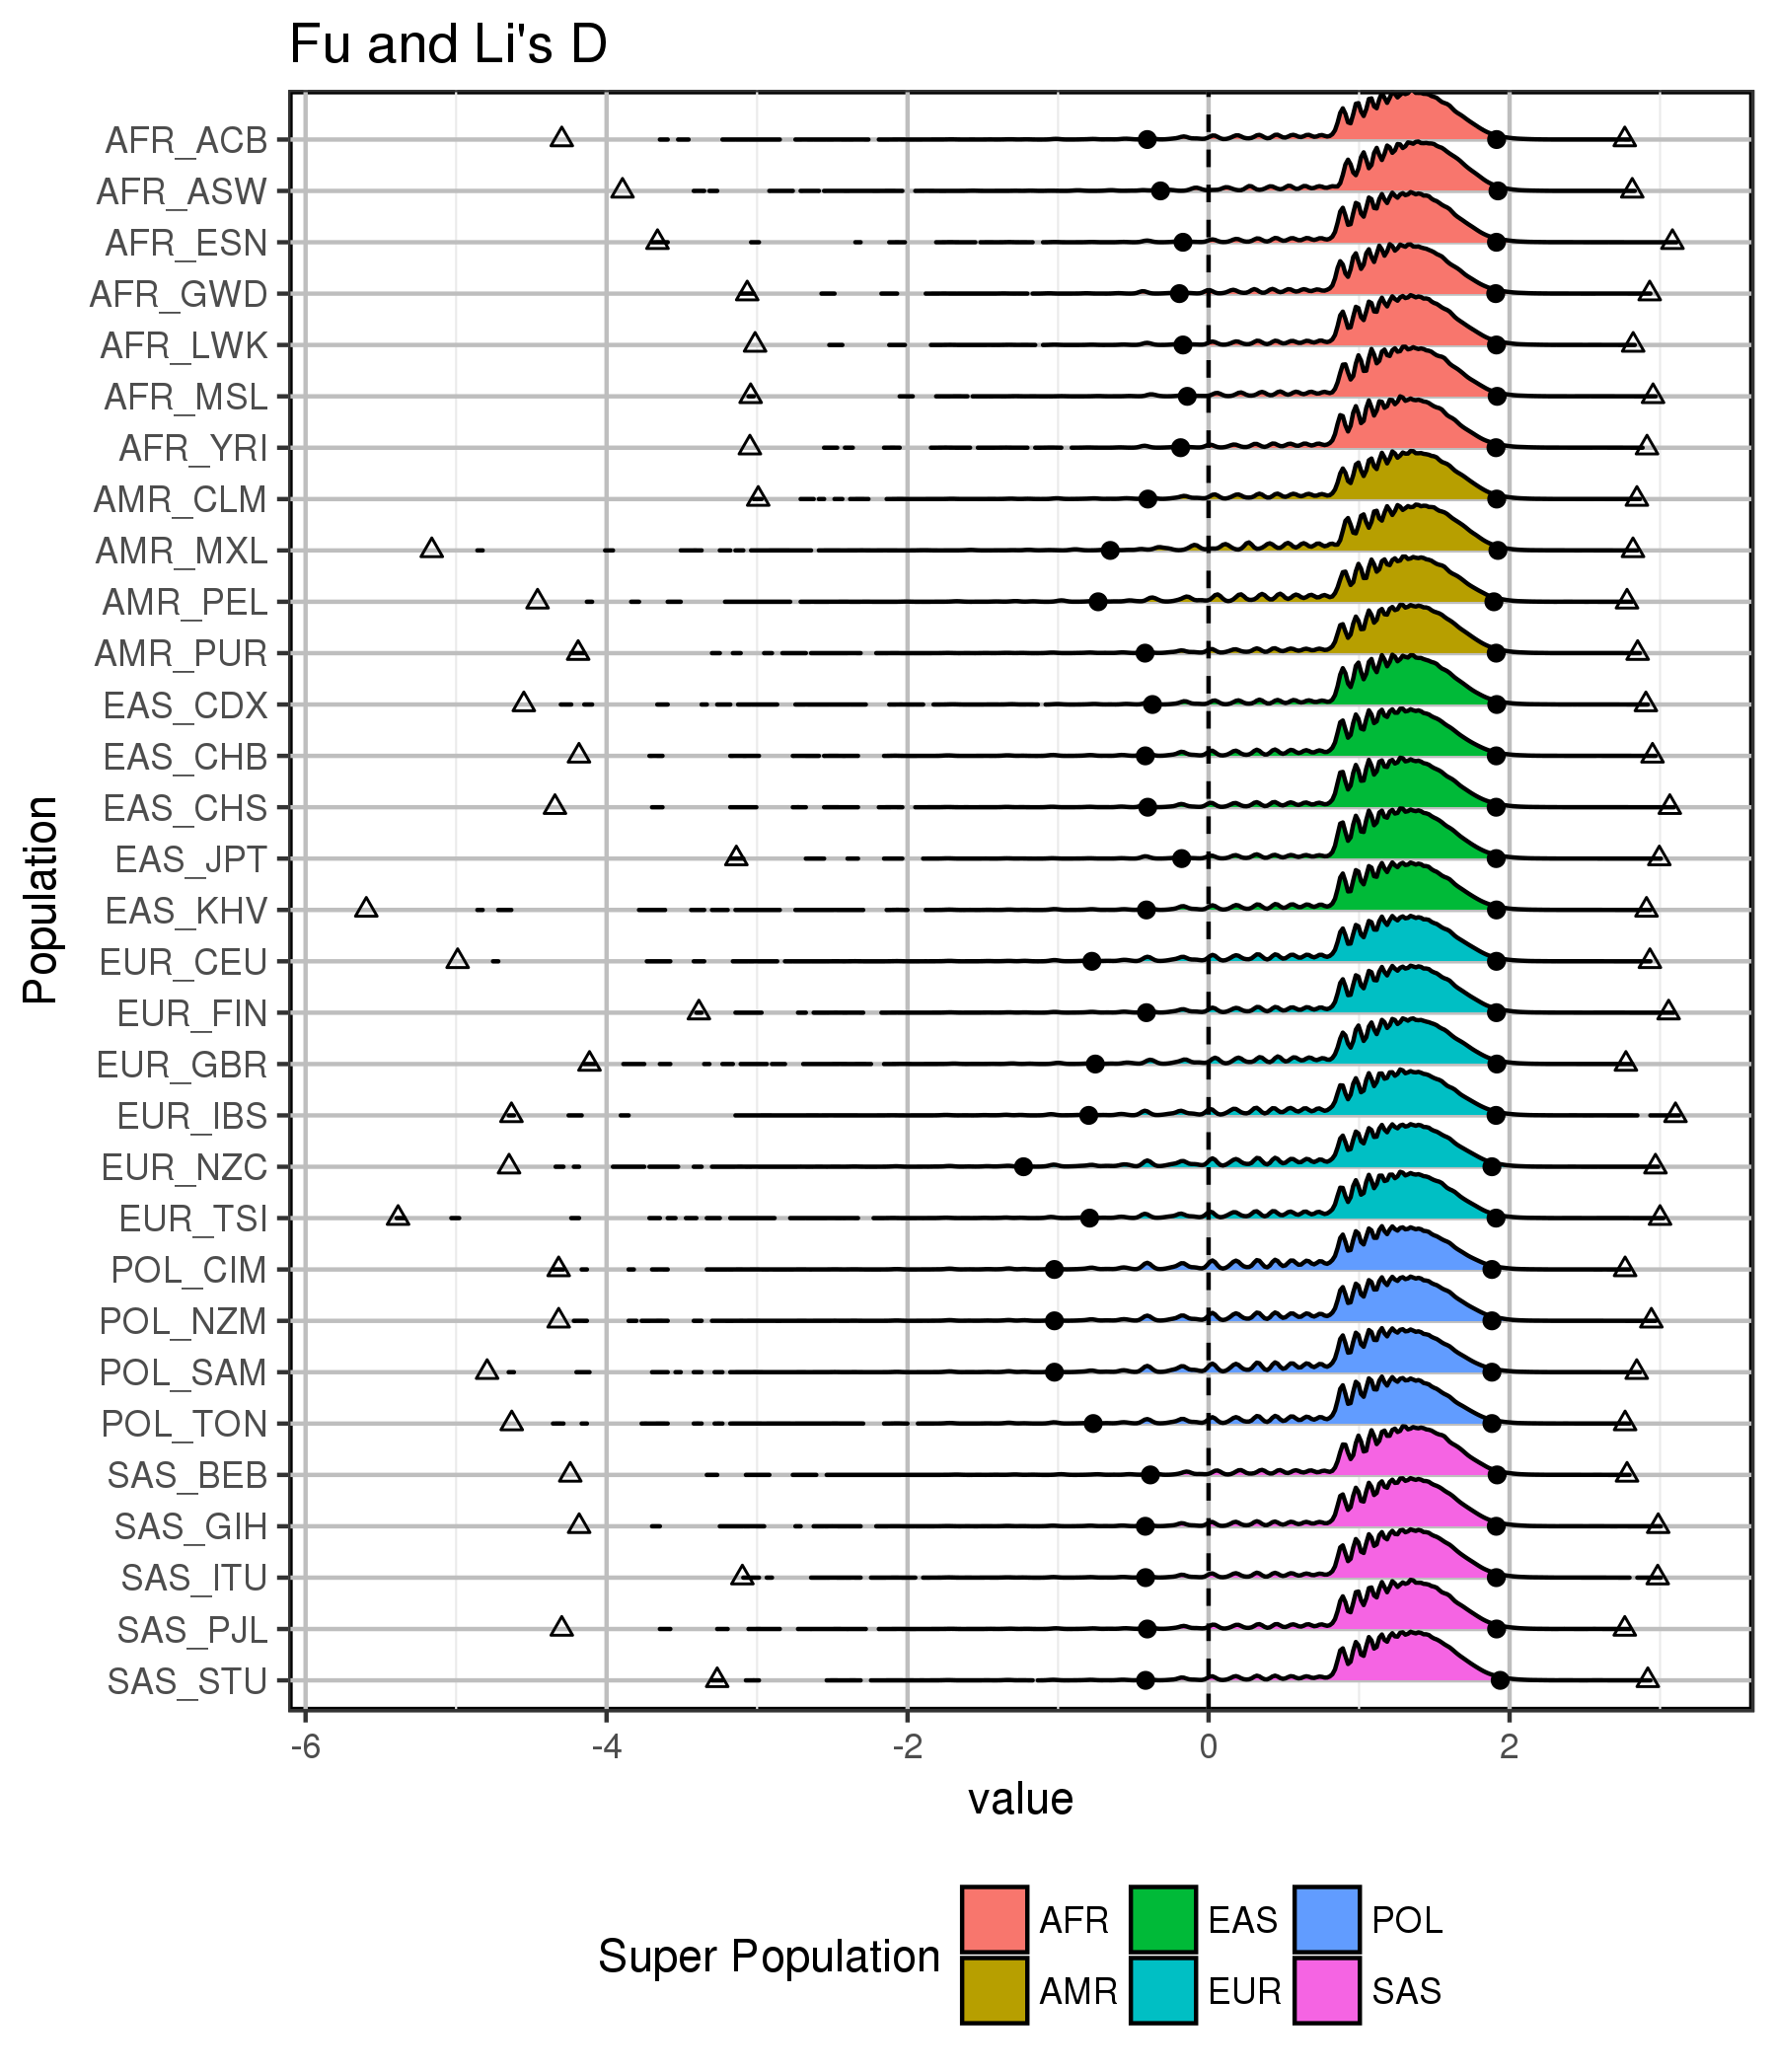 Fu and Li's D
AFR_ACB
AFR_ASW
AFR_ESN
AFR_GWD
AFR_LWK
AFR_MSL
AFR_YRI
AMR_CLM
AMR_MXL
AMR_PEL
AMR_PUR
EAS_CDX
EAS_CHB
EAS_CHS
EAS_JPT
EAS_KHV
EUR_CEU
EUR_FIN
EUR_GBR
EUR_IBS
EUR_NZC
EUR_TSI
POL_CIM
POL_NZM
POL_SAM
POL_TON
SAS_BEB
SAS_GIH
SAS_ITU
SAS_PJL
SAS_STU
Population
-6 -4 -2 0 2
value
Super Population
AFR EAS POL
AMR EUR SAS